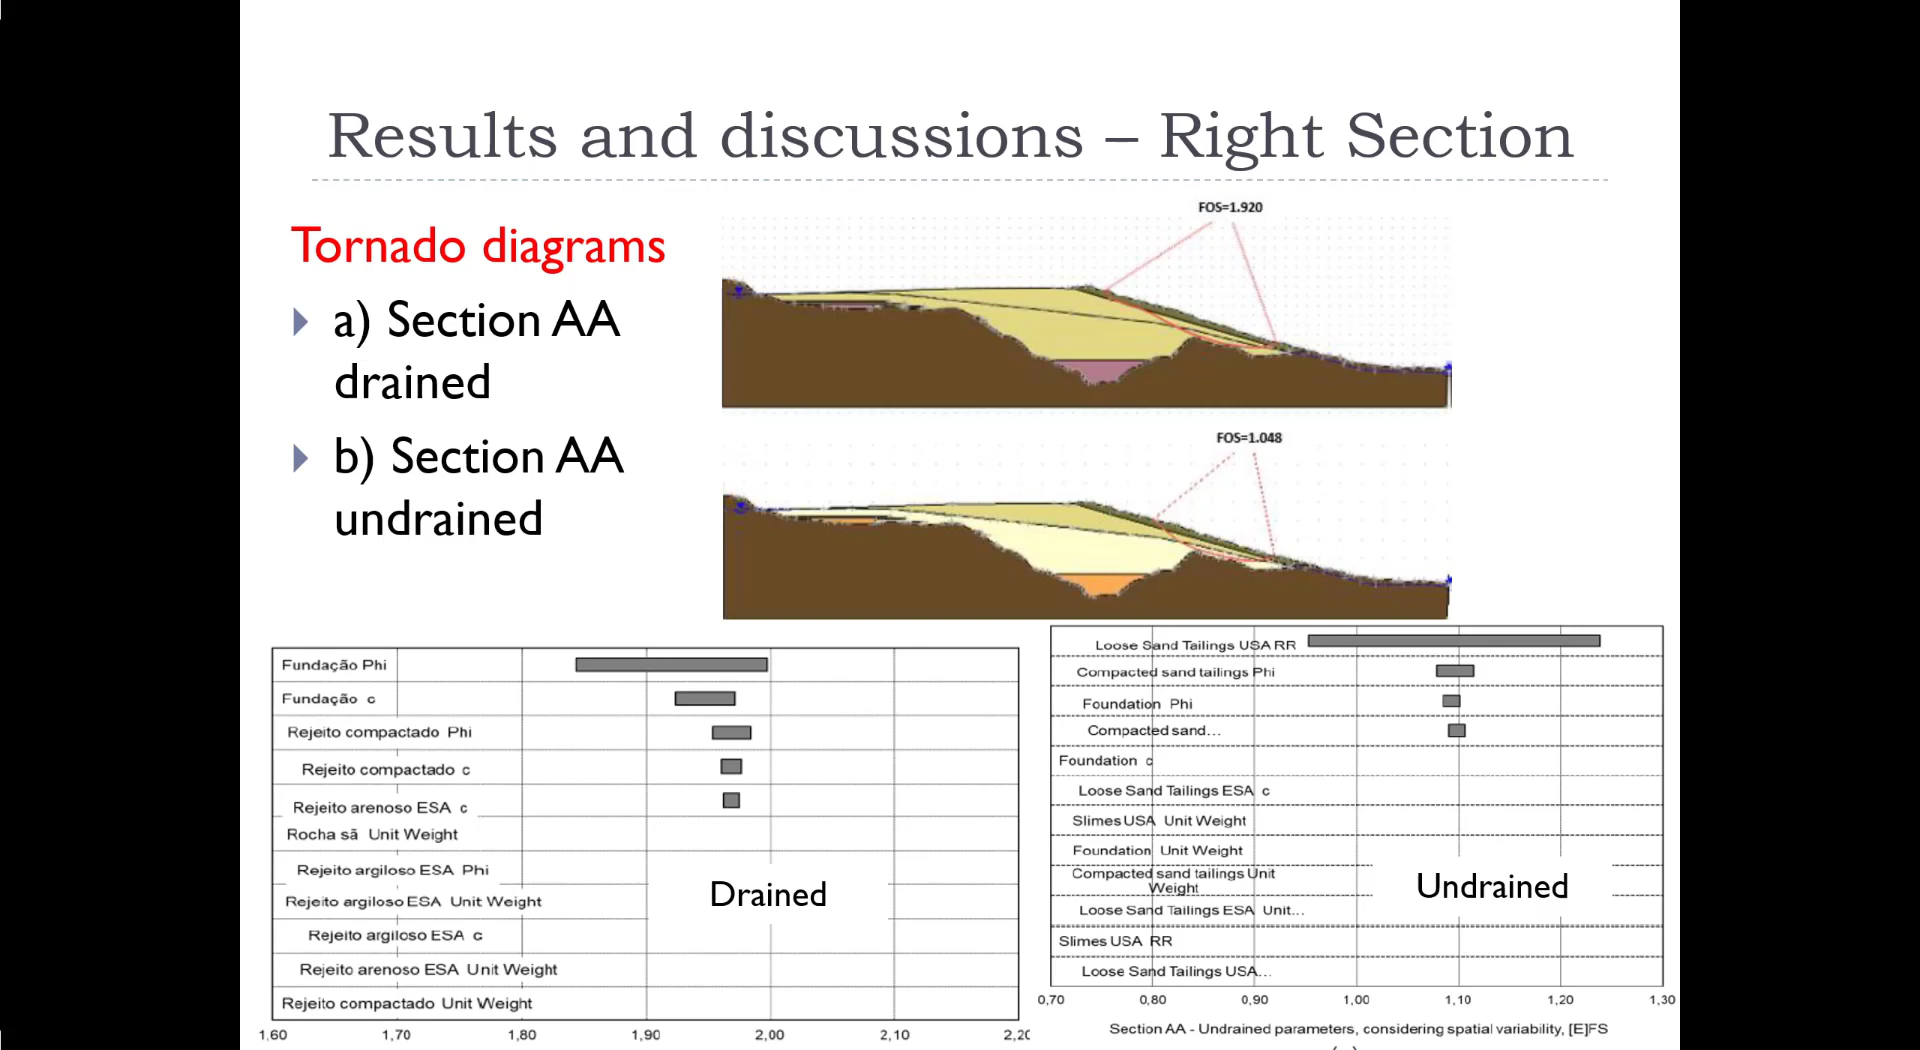 Results and discussions – Right Section
Tornado diagrams
a) Section AA
drained
b) Section AA
undrained
FOS=1.920
FOS=1.048
Fundação Phi
Fundação c
Rejeito compactado Phi
Rejeito compactado c
Rejeito arenoso ESA c
Rocha sã Unit Weight
Rejeito argiloso ESA Phi
Rejeito argiloso ESA Unit Weight
Rejeito argiloso ESA c
Rejeito arenoso ESA Unit Weight
Rejeito compactado Unit Weight
Drained
1,60 1,70 1,80 1,90 2,00 2,10 2,20
Loose Sand Tailings USA RR
Compacted sand tailings Phi
Foundation Phi
Compacted sand...
Foundation c
Loose Sand Tailings ESA c
Slimes USA Unit Weight
Foundation Unit Weight
Compacted sand tailings Unit
Weight
Loose Sand Tailings ESA Unit...
Slimes USA RR
Loose Sand Tailings USA...
Undrained
0,70 0,80 0,90 1,00 1,10 1,20 1,30
Section AA - Undrained parameters, considering spatial variability, [E]FS